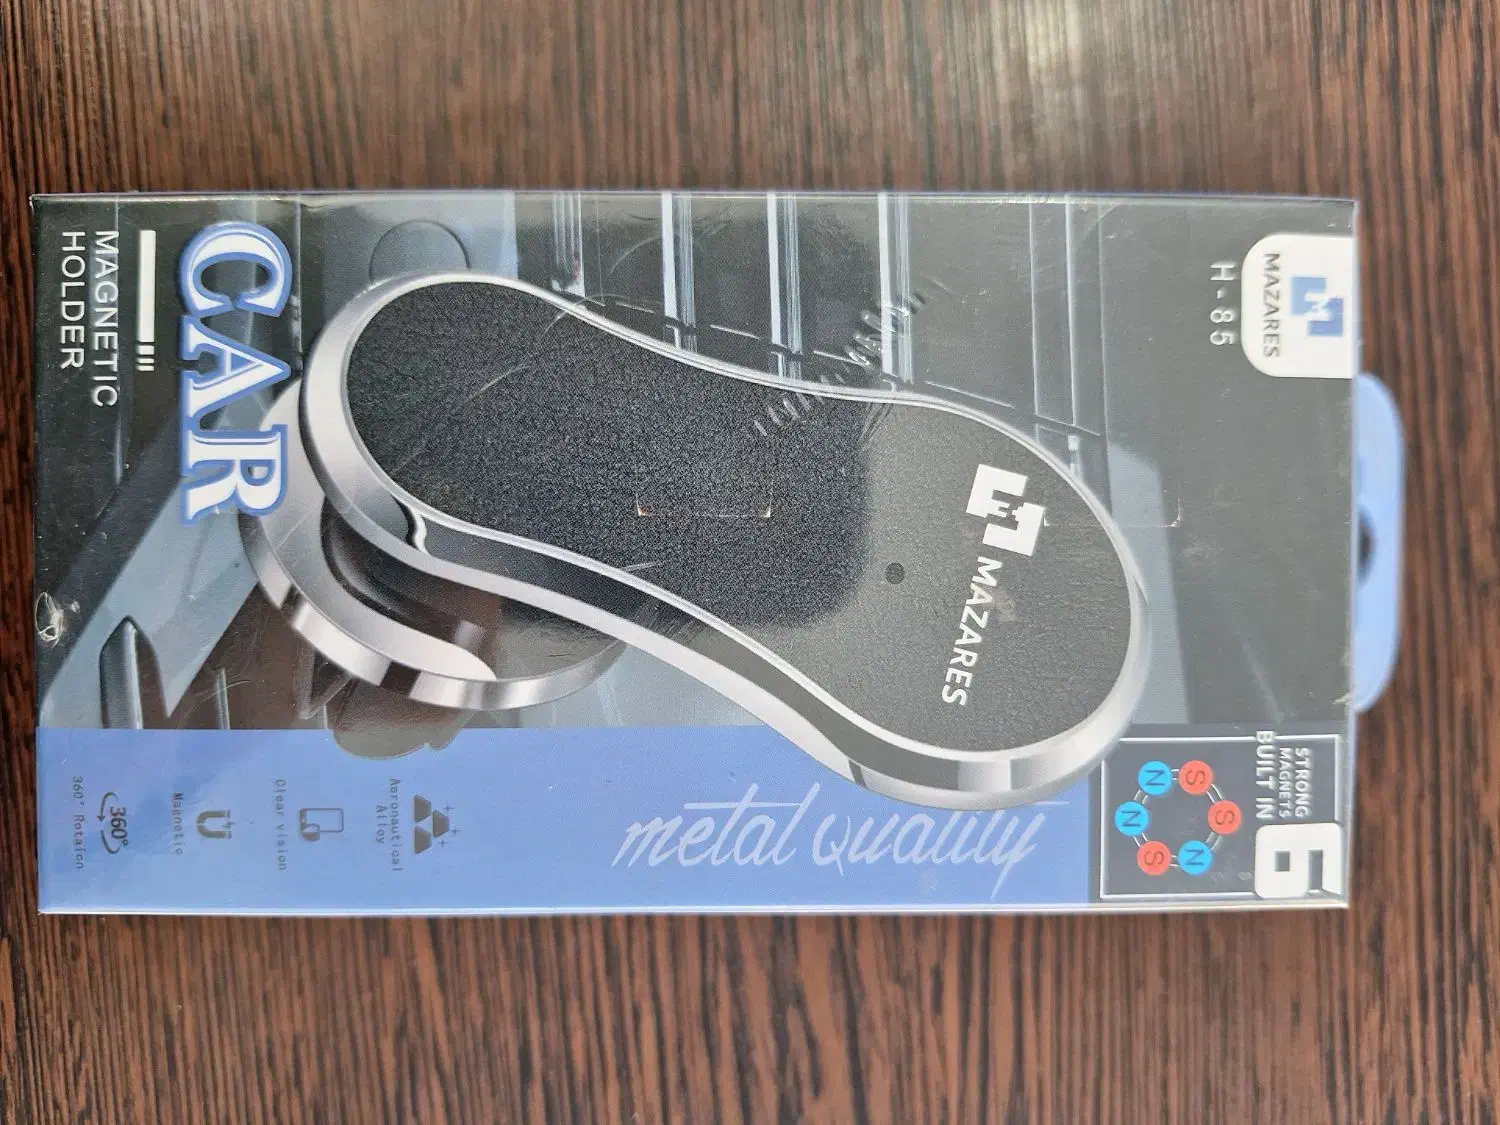 MAZARES
H-85
STRONG
MAGNETS
BUILT IN
6
S
S
N
N
N
S
MAZARES
metal quality
Aeronautical
Alloy
Clear vision
Magnetic
360°
360° Rotaion
CAR
MAGNETIC
HOLDER